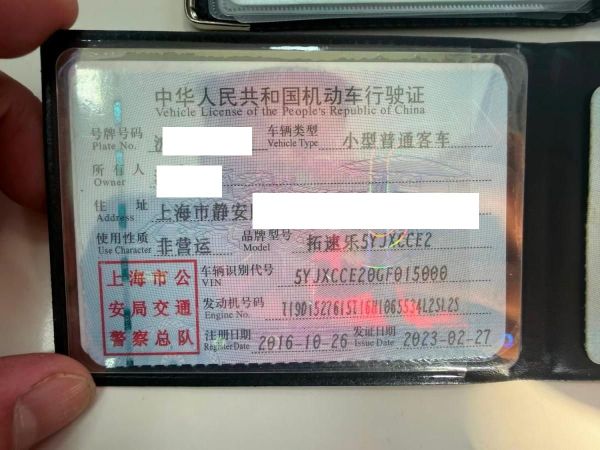 中华人民共和国机动车行驶证
Vehicle License of the People's Republic of China
号牌号码 车辆类型 小型普通客车
Plate No. Vehicle Type
所有人
Owner
住址 上海市静安
Address
使用性质 非营运 品牌型号 拓速乐5YJXCCE2
Use Character Model
上海市公 车辆识别代号 5YJXCCE20GF015000
VIN
安局交通 发动机号码
Engine No.
警察总队 注册日期 2016-10-26 发证日期 2023-02-27
Register Date Issue Date